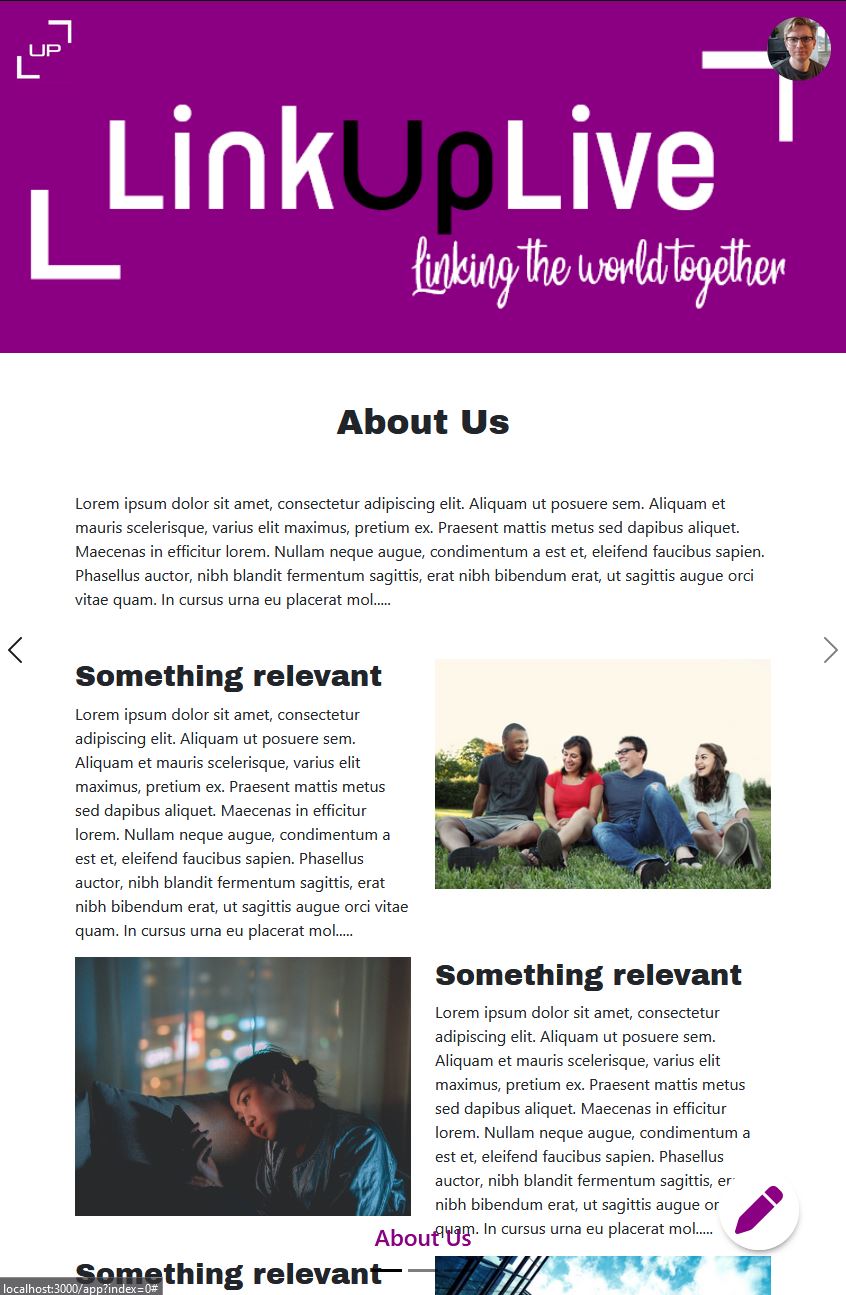 UP
LinkUpLive
Linking the world together
About Us
Lorem ipsum dolor sit amet, consectetur adipiscing elit. Aliquam ut posuere sem. Aliquam et
mauris scelerisque, varius elit maximus, pretium ex. Praesent mattis metus sed dapibus aliquet.
Maecenas in efficitur lorem. Nullam neque augue, condimentum a est et, eleifend faucibus sapien.
Phasellus auctor, nibh blandit fermentum sagittis, erat nibh bibendum erat, ut sagittis augue orci
vitae quam. In cursus urna eu placerat mol.....
Something relevant
Lorem ipsum dolor sit amet, consectetur
adipiscing elit. Aliquam ut posuere sem.
Aliquam et mauris scelerisque, varius elit
maximus, pretium ex. Praesent mattis metus
sed dapibus aliquet. Maecenas in efficitur
lorem. Nullam neque augue, condimentum a
est et, eleifend faucibus sapien. Phasellus
auctor, nibh blandit fermentum sagittis, erat
nibh bibendum erat, ut sagittis augue orci vitae
quam. In cursus urna eu placerat mol.....
Something relevant
Lorem ipsum dolor sit amet, consectetur
adipiscing elit. Aliquam ut posuere sem.
Aliquam et mauris scelerisque, varius elit
maximus, pretium ex. Praesent mattis metus
sed dapibus aliquet. Maecenas in efficitur
lorem. Nullam neque augue, condimentum a
est et, eleifend faucibus sapien. Phasellus
auctor, nibh blandit fermentum sagittis,
nibh bibendum erat, ut sagittis augue
quam. In cursus urna eu placerat mol.....
About Us
Something relevant
localhost:3000/app?index=0#